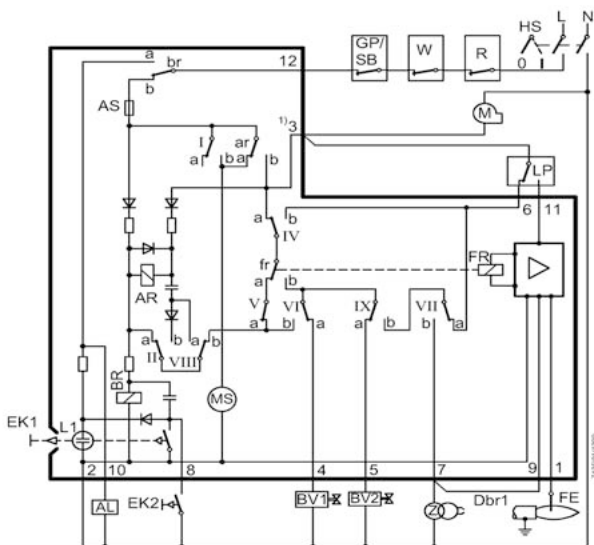 L N
HS
GP/
SB
W
R
0 I
a
br
12
b
AS
M
1)3
I
ar
a
b
a
b
LP
6 11
a
b
IV
FR
fr
a
b
AR
V
VI
IX
VII
b
a
b
a
b
b
a
a
b
a
b
a
II
VIII
BR
MS
EK1
L1
2 10
8
4
5
7
9
1
AL
EK2
BV1
BV2
Z
Dbr1
FE